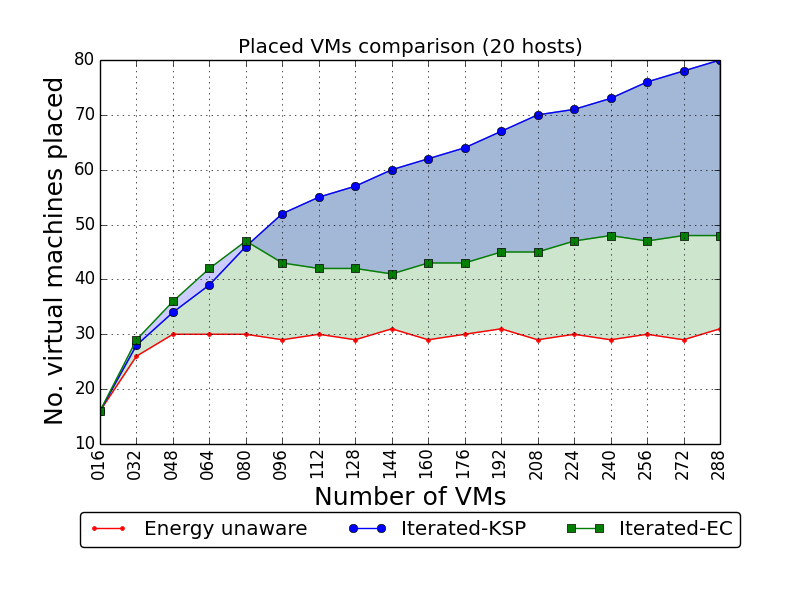 Placed VMs comparison (20 hosts)
No. virtual machines placed
80
70
60
50
40
30
20
10
016 032 048 064 080 096 112 128 144 160 176 192 208 224 240 256 272 288
Number of VMs
Energy unaware Iterated-KSP Iterated-EC